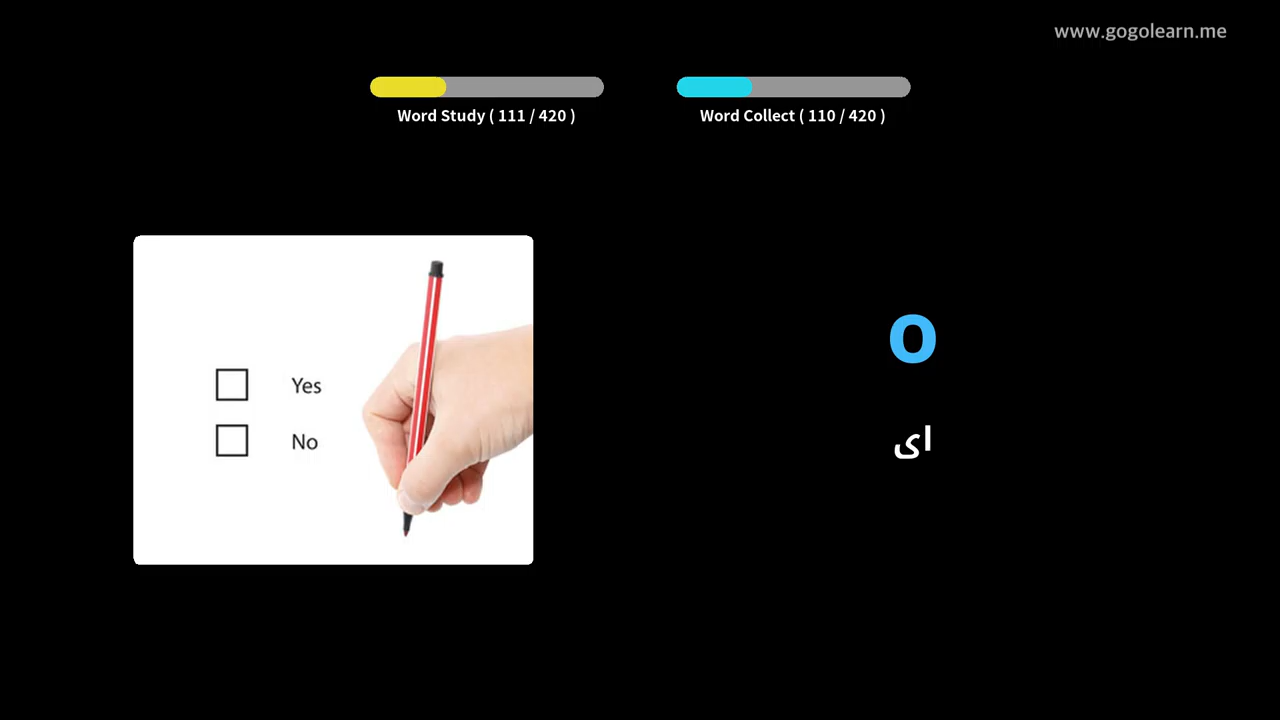 www.gogolearn.me
Word Study ( 111 / 420 )
Word Collect ( 110 / 420 )
Yes
No
o
ای